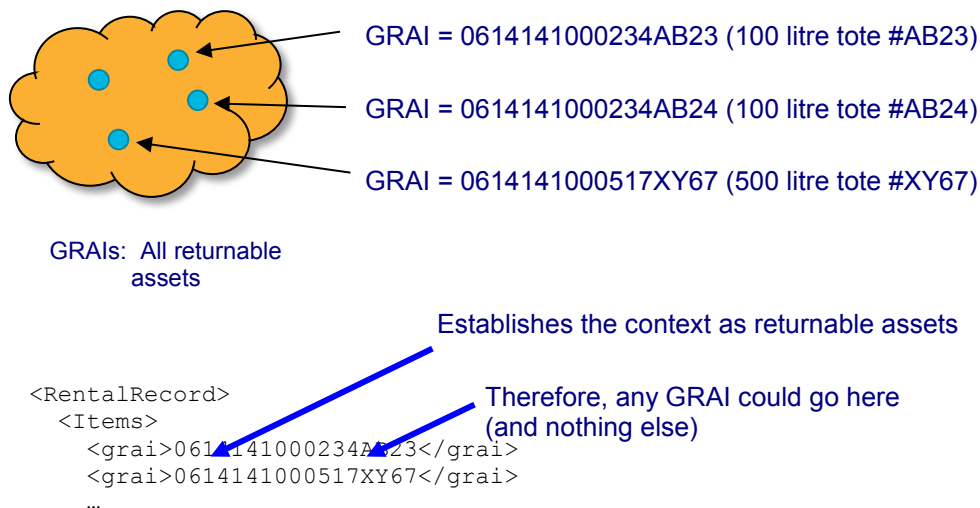 GRAI = 0614141000234AB23 (100 litre tote #AB23)
GRAI = 0614141000234AB24 (100 litre tote #AB24)
GRAI = 0614141000517XY67 (500 litre tote #XY67)
GRAIs: All returnable
assets
Establishes the context as returnable assets
Therefore, any GRAI could go here
(and nothing else)
<RentalRecord>
<Items>
<grai>0614141000234AB23</grai>
<grai>0614141000517XY67</grai>
…